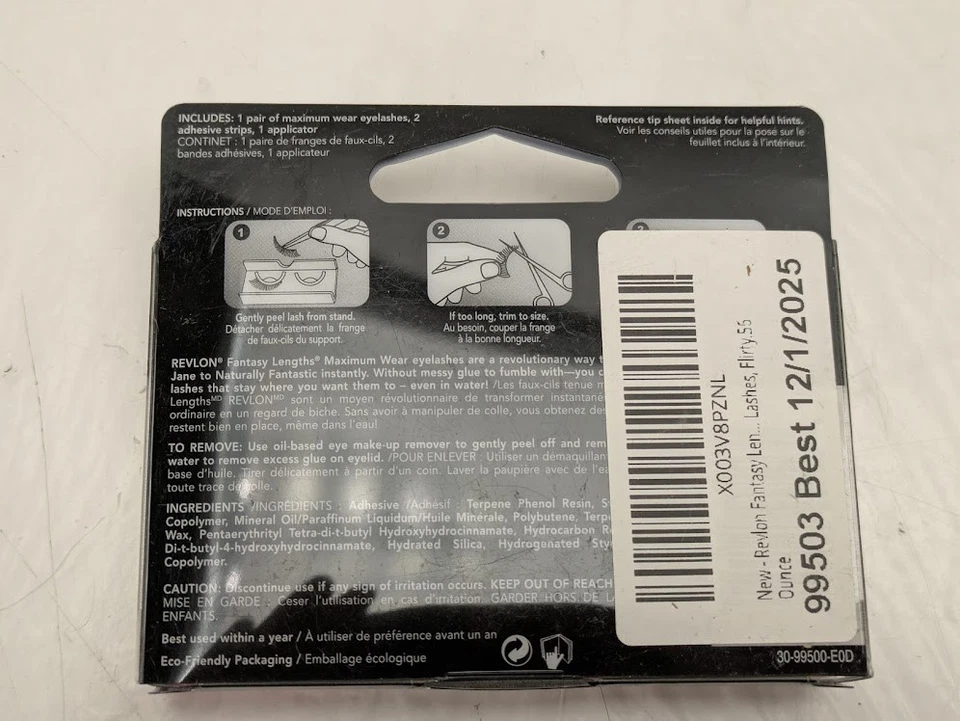 INCLUDES: 1 pair of maximum wear eyelashes, 2
adhesive strips, 1 applicator
CONTINET : 1 paire de franges de faux-cils, 2
bandes adhésives, 1 applicateur
Reference tip sheet inside for helpful hints.
Voir les conseils utiles pour la pose sur le
feuillet inclus à l'intérieur.
INSTRUCTIONS / MODE D'EMPLOI :
1
2
Gently peel lash from stand.
Détacher délicatement la frange
de faux-cils du support.
If too long, trim to size.
Au besoin, couper la frange
à la bonne longueur.
REVLON® Fantasy Lengths® Maximum Wear eyelashes are a revolutionary way
Jane to Naturally Fantastic instantly. Without messy glue to fumble with—you
lashes that stay where you want them to – even in water! /Les faux-cils tenue
Lengths MD REVLON MD sont un moyen révolutionnaire de transformer
ordinaire en un regard de biche. Sans avoir à manipuler de colle, vous obtenez
restent bien en place, même dans l'eau!
TO REMOVE: Use oil-based eye make-up remover to gently peel off and
water to remove excess glue on eyelid. /POUR ENLEVER : Utiliser un
base d'huile. Tirer délicatement à partir d'un coin. Laver la paupière avec de
toute trace de colle.
INGREDIENTS /INGRÉDIENTS : Adhesive /Adhésif : Terpene Phenol Resin,
Copolymer, Mineral Oil/Paraffinum Liquidum/Huile Minérale, Polybutene,
Wax, Pentaerythrityl Tetra-di-t-butyl Hydroxyhydrocinnamate, Hydrocarbon
Di-t-butyl-4-hydroxyhydrocinnamate, Hydrated Silica, Hydrogenated
Copolymer.
CAUTION: Discontinue use if any sign of irritation occurs. KEEP OUT OF REACH
MISE EN GARDE : Ceser l'utilisation en cas d'irritation. GARDER HORS DE
ENFANTS.
Best used within a year / À utiliser de préférence avant un an
Eco-Friendly Packaging / Emballage écologique
30-99500-E0D
X003V8PZNL
New - Revlon Fantasy Len... Lashes, Flirty.56
Ounce
99503 Best 12/1/2025